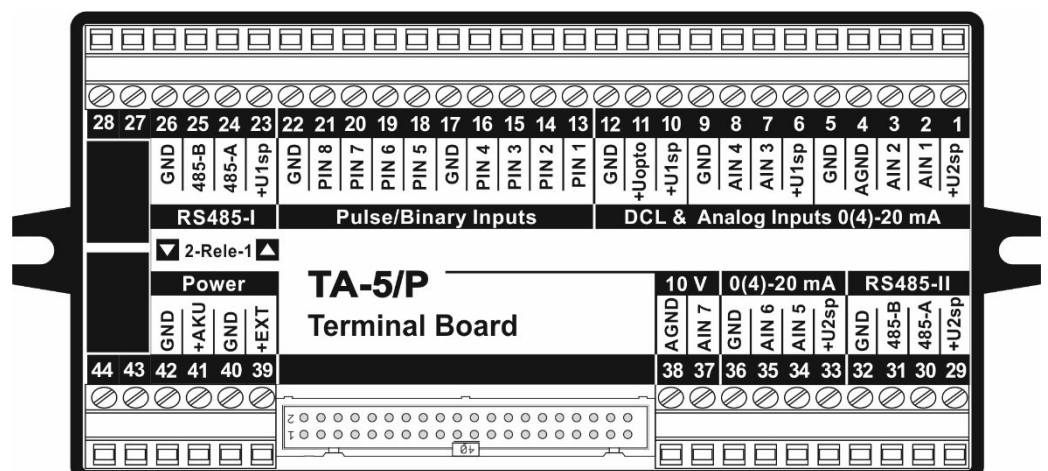 28 27 26 25 24 23 22 21 20 19 18 17 16 15 14 13 12 11 10 9 8 7 6 5 4 3 2 1
GND 485-B 485-A +U1sp GND PIN 8 PIN 7 PIN 6 PIN 5 GND PIN 4 PIN 3 PIN 2 PIN 1 GND +Uopto +U1sp GND AIN 4 AIN 3 +U1sp GND AGND AIN 2 AIN 1 +U2sp
RS485-I Pulse/Binary Inputs DCL & Analog Inputs 0(4)-20 mA
2-Rele-1
Power TA-5/P 10 V 0(4)-20 mA RS485-II
Terminal Board
GND +AKU GND +EXT AGND AIN 7 GND AIN 6 AIN 5 +U2sp GND 485-B 485-A +U2sp
44 43 42 41 40 39 38 37 36 35 34 33 32 31 30 29
2
1
40